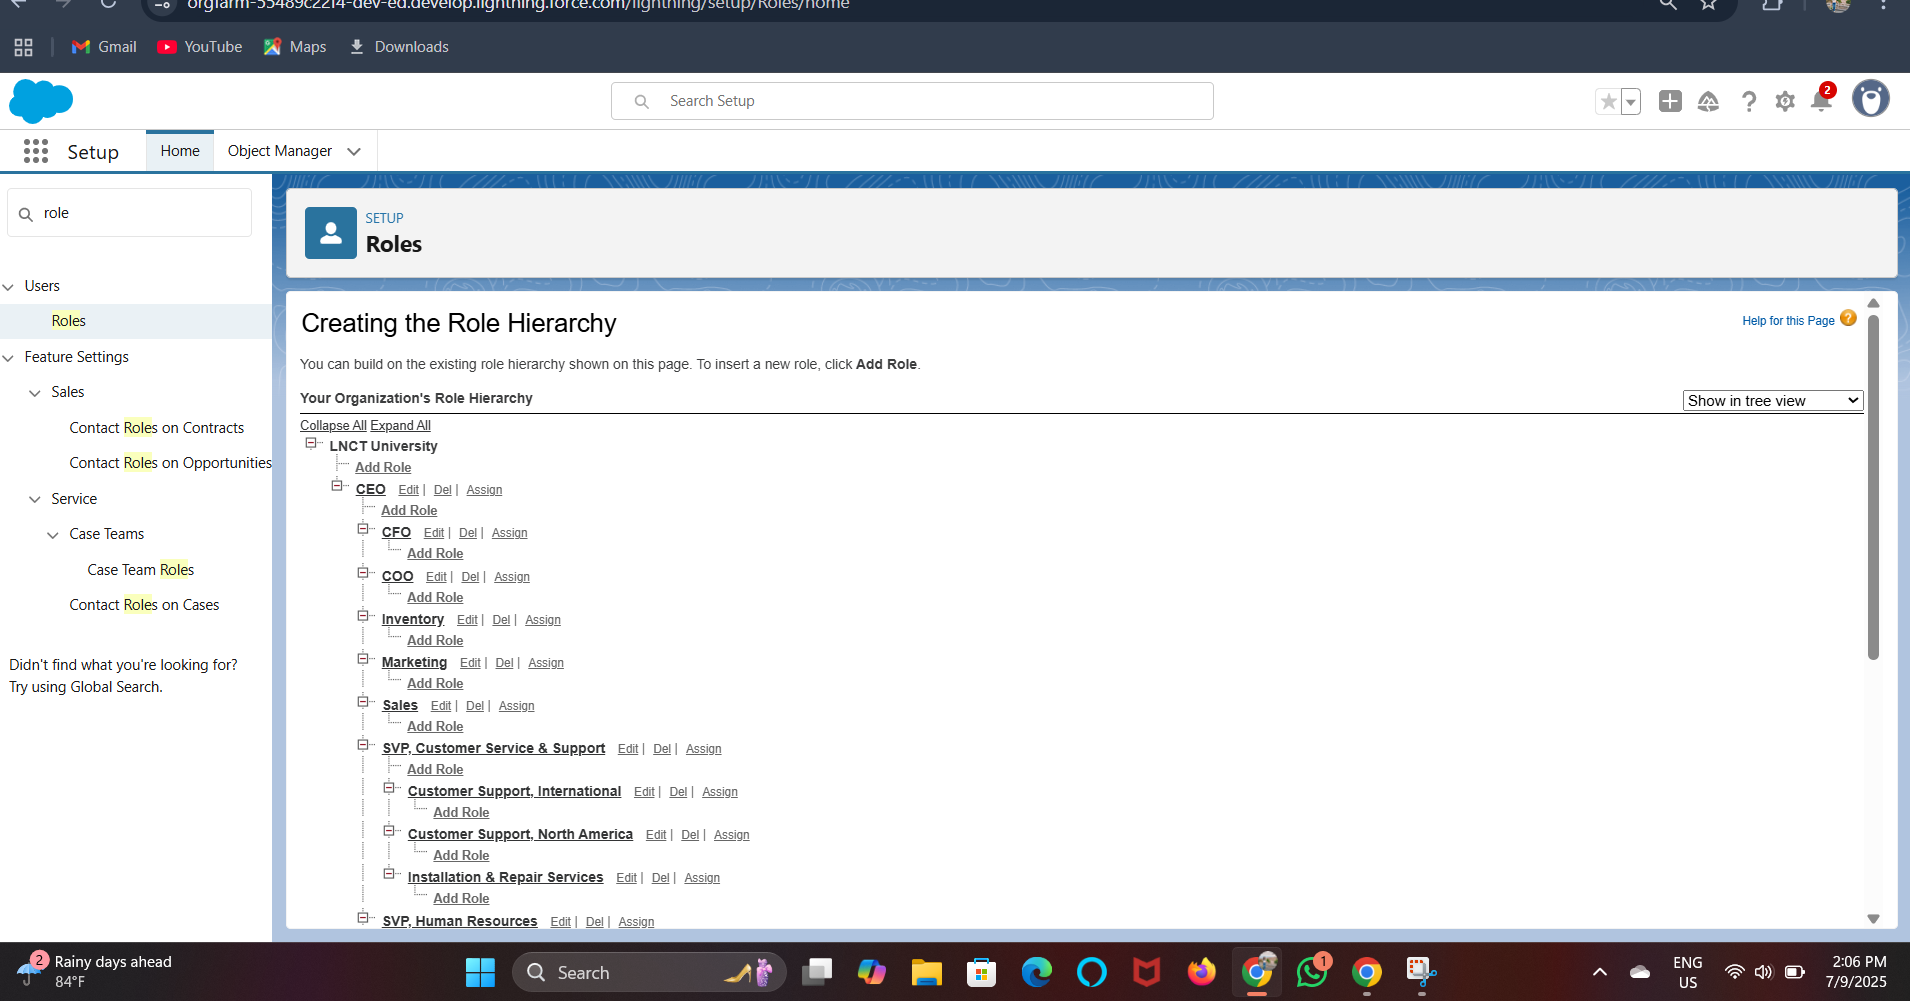 orgfarm-55489c22f4-dev-ed.develop.lightning.force.com/lightning/setup/Roles/home
Gmail
YouTube
Maps
Downloads
Search Setup
2
Setup
Home
Object Manager
role
Users
Roles
Feature Settings
Sales
Contact Roles on Contracts
Contact Roles on Opportunities
Service
Case Teams
Case Team Roles
Contact Roles on Cases
Didn't find what you're looking for?
Try using Global Search.
SETUP
Roles
Creating the Role Hierarchy
Help for this Page ?
You can build on the existing role hierarchy shown on this page. To insert a new role, click Add Role.
Your Organization's Role Hierarchy
Show in tree view
Collapse All Expand All
LNCT University
Add Role
CEO Edit | Del | Assign
Add Role
CFO Edit | Del | Assign
Add Role
COO Edit | Del | Assign
Add Role
Inventory Edit | Del | Assign
Add Role
Marketing Edit | Del | Assign
Add Role
Sales Edit | Del | Assign
Add Role
SVP, Customer Service & Support Edit | Del | Assign
Add Role
Customer Support, International Edit | Del | Assign
Add Role
Customer Support, North America Edit | Del | Assign
Add Role
Installation & Repair Services Edit | Del | Assign
Add Role
SVP, Human Resources Edit | Del | Assign
2
Rainy days ahead
84°F
Search
1
ENG
US
2:06 PM
7/9/2025